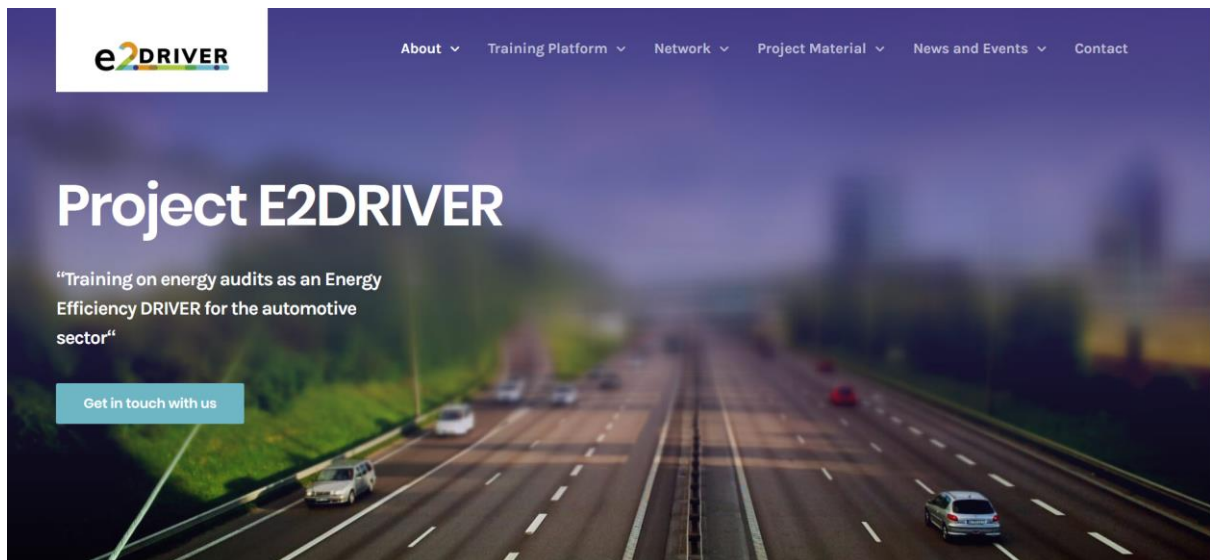 e2DRIVER
About Training Platform Network Project Material News and Events Contact
Project E2DRIVER
“Training on energy audits as an Energy
Efficiency DRIVER for the automotive
sector“
Get in touch with us